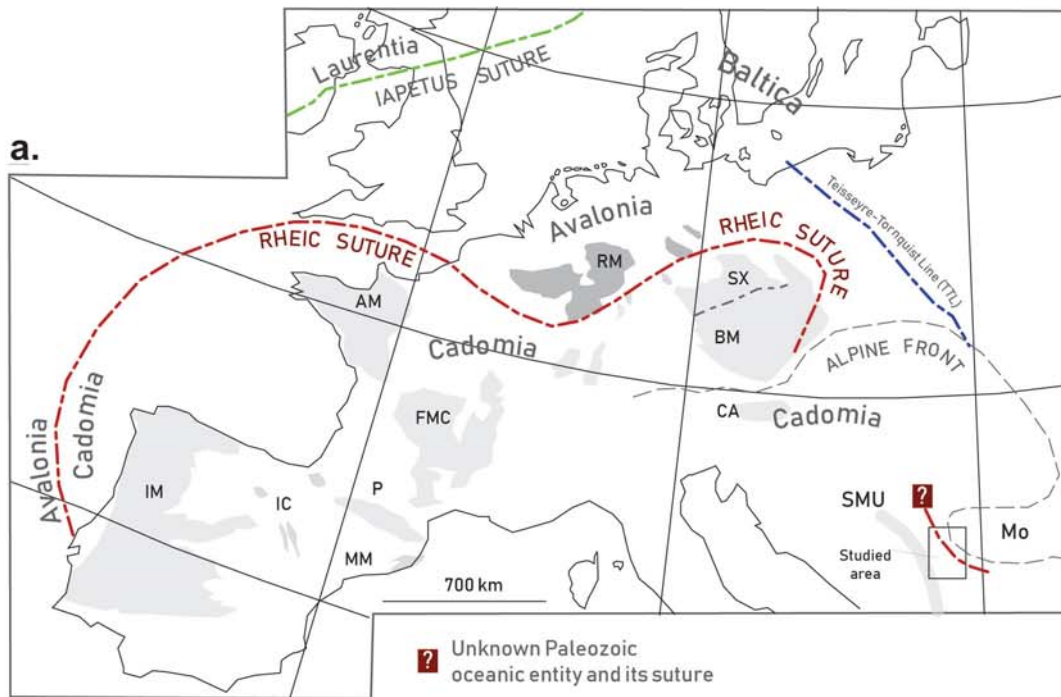 Laurentia
IAPETUS SUTURE
Baltica
a.
Teisseyre-Tornquist Line (TTL)
Avalonia
RHEIC SUTURE
RHEIC SUTURE
RM
SX
AM
BM
Cadomia
ALPINE FRONT
Avalonia
Cadomia
FMC
CA
Cadomia
IM
IC
P
SMU
?
Mo
MM
Studied
area
700 km
? Unknown Paleozoic
oceanic entity and its suture